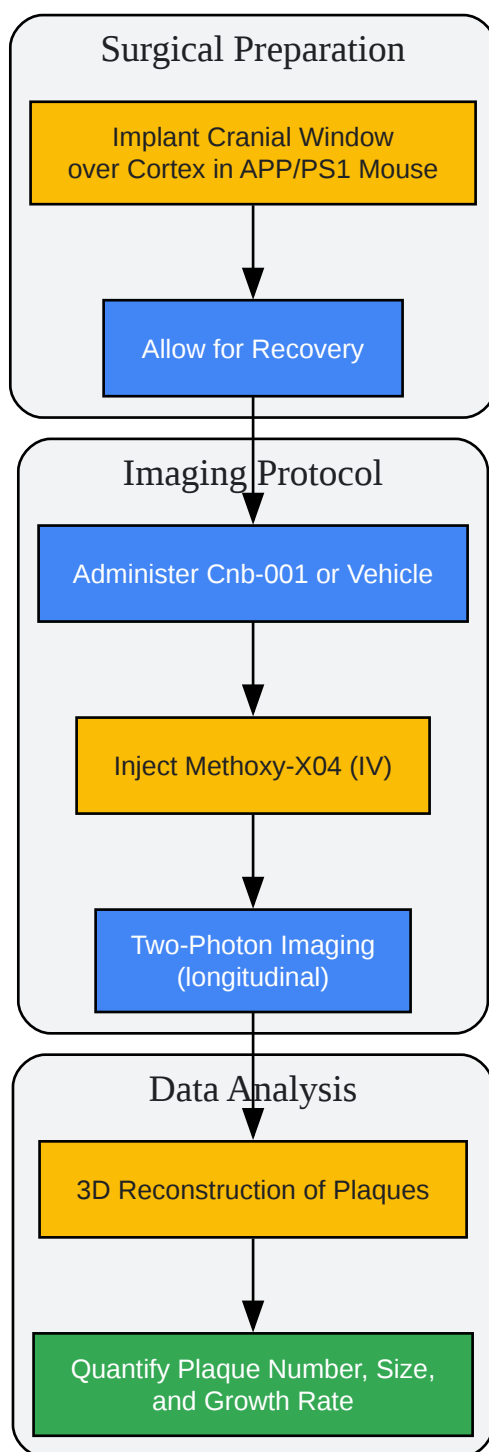 Surgical Preparation
Implant Cranial Window
over Cortex in APP/PS1 Mouse
Allow for Recovery
Imaging Protocol
Administer Cnb-001 or Vehicle
Inject Methoxy-X04 (IV)
Two-Photon Imaging
(longitudinal)
Data Analysis
3D Reconstruction of Plaques
Quantify Plaque Number, Size,
and Growth Rate